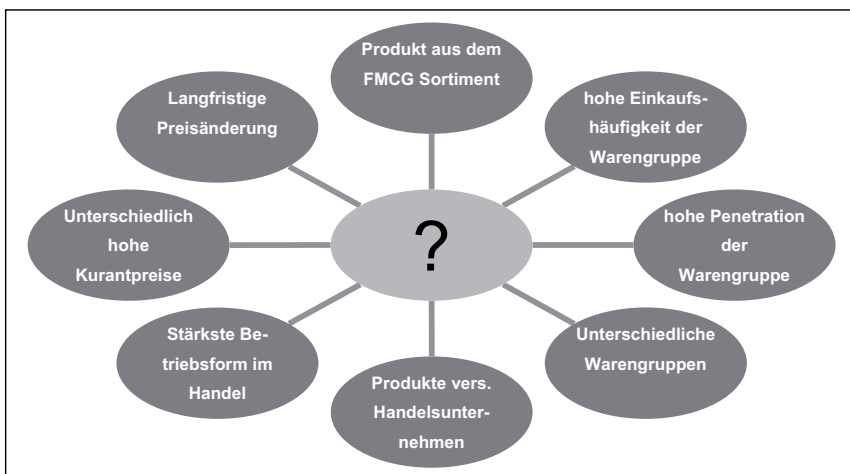 Produkt aus dem
FMCG Sortiment
hohe Einkaufs-
häufigkeit der
Warengruppe
hohe Penetration
der
Warengruppe
Unterschiedliche
Warengruppen
Produkte vers.
Handelsunter-
nehmen
Stärkste Be-
triebsform im
Handel
Unterschiedlich
hohe
Kurantpreise
Langfristige
Preisänderung
?